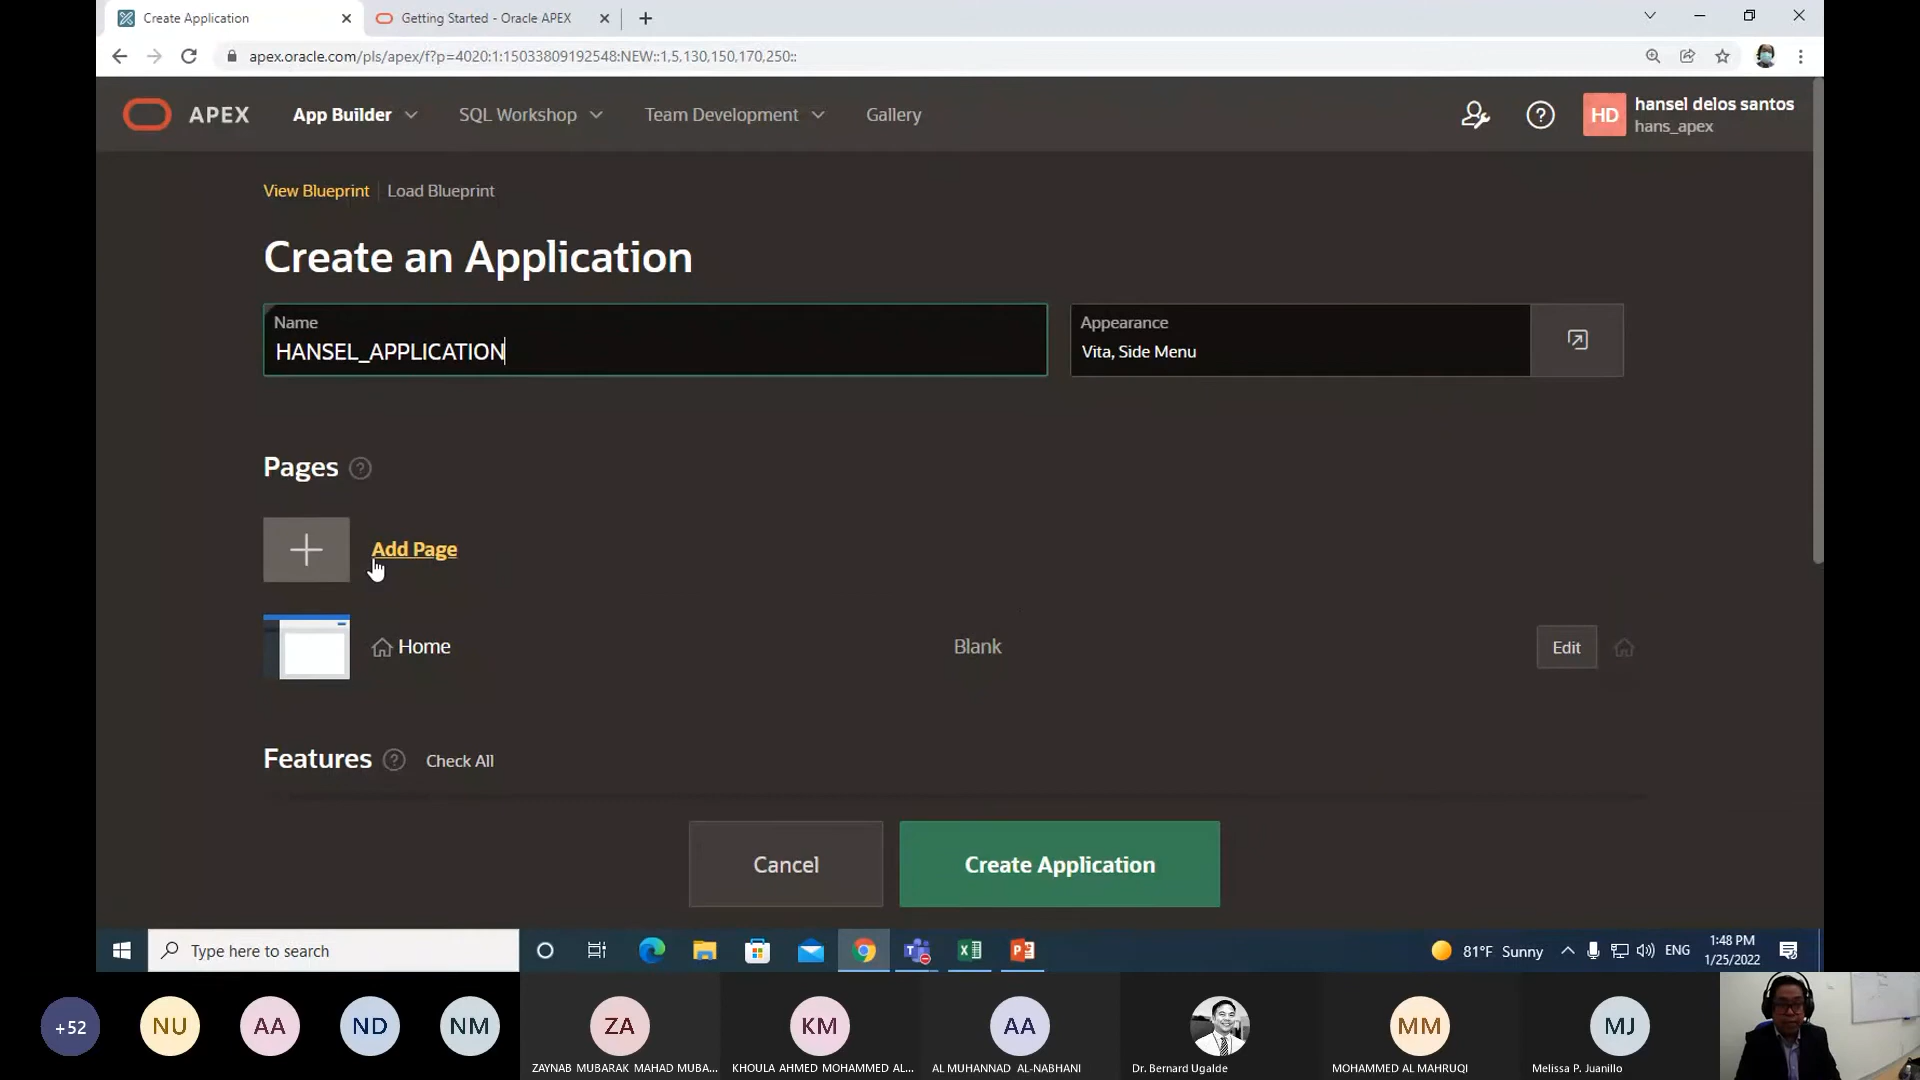 Create Application
Getting Started - Oracle APEX
apex.oracle.com/pls/apex/f?p=4020:1:15033809192548:NEW::1,5,130,150,170,250::
APEX
App Builder
SQL Workshop
Team Development
Gallery
HD
hansel delos santos
hans_apex
View Blueprint
Load Blueprint
Create an Application
Name
HANSEL_APPLICATION
Appearance
Vita, Side Menu
Pages
Add Page
Home
Blank
Edit
Features
Check All
Cancel
Create Application
Type here to search
81°F Sunny
ENG
1:48 PM
1/25/2022
+52
NU
AA
ND
NM
ZA
ZAYNAB MUBARAK MAHAD MUBA...
KM
KHOULA AHMED MOHAMMED AL...
AA
AL MUHANNAD AL-NABHANI
Dr. Bernard Ugalde
MM
MOHAMMED AL MAHRUQI
MJ
Melissa P. Juanillo